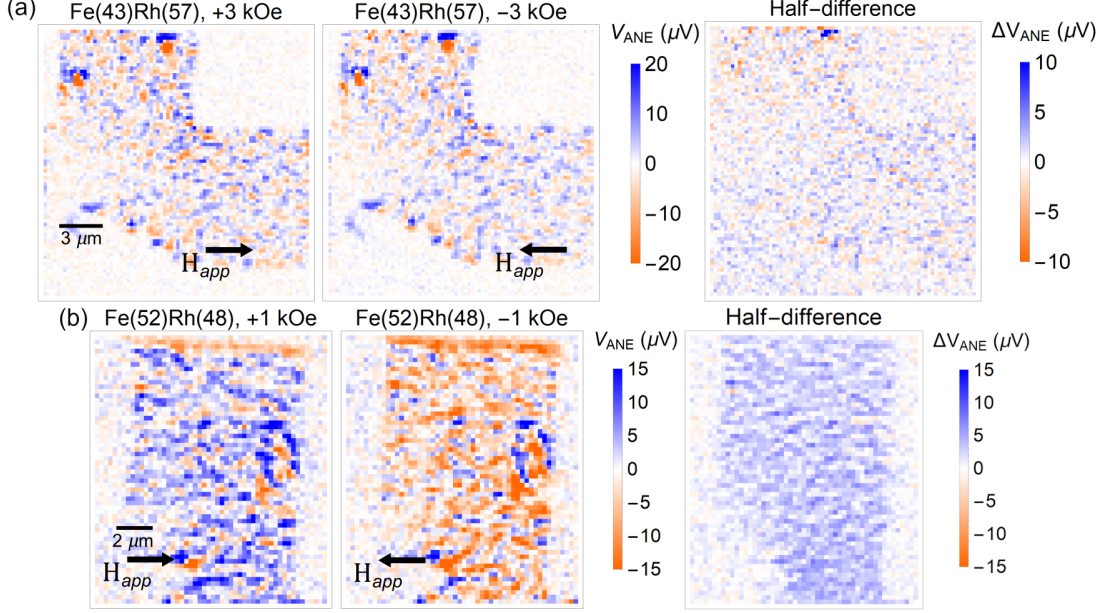 (a) Fe(43)Rh(57), +3 kOe
Fe(43)Rh(57), −3 kOe
Half−difference
V_ANE (μV)
20
10
0
−10
−20
ΔV_ANE (μV)
10
5
0
−5
−10
3 μm
H_app
H_app
(b) Fe(52)Rh(48), +1 kOe
Fe(52)Rh(48), −1 kOe
Half−difference
V_ANE (μV)
15
10
5
0
−5
−10
−15
ΔV_ANE (μV)
15
10
5
0
−5
−10
−15
2 μm
H_app
H_app